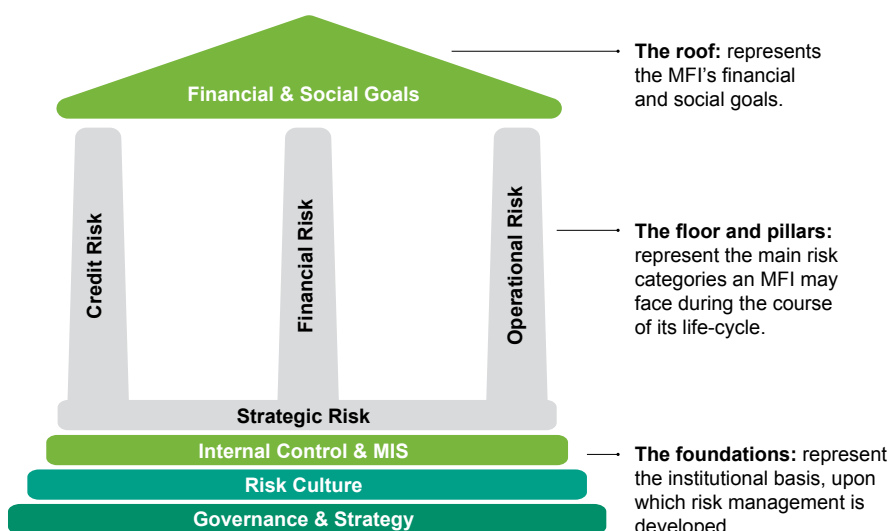 Financial & Social Goals
The roof: represents
the MFI's financial
and social goals.
Credit Risk
Financial Risk
Operational Risk
The floor and pillars:
represent the main risk
categories an MFI may
face during the course
of its life-cycle.
Strategic Risk
Internal Control & MIS
Risk Culture
Governance & Strategy
The foundations: represent
the institutional basis, upon
which risk management is
developed